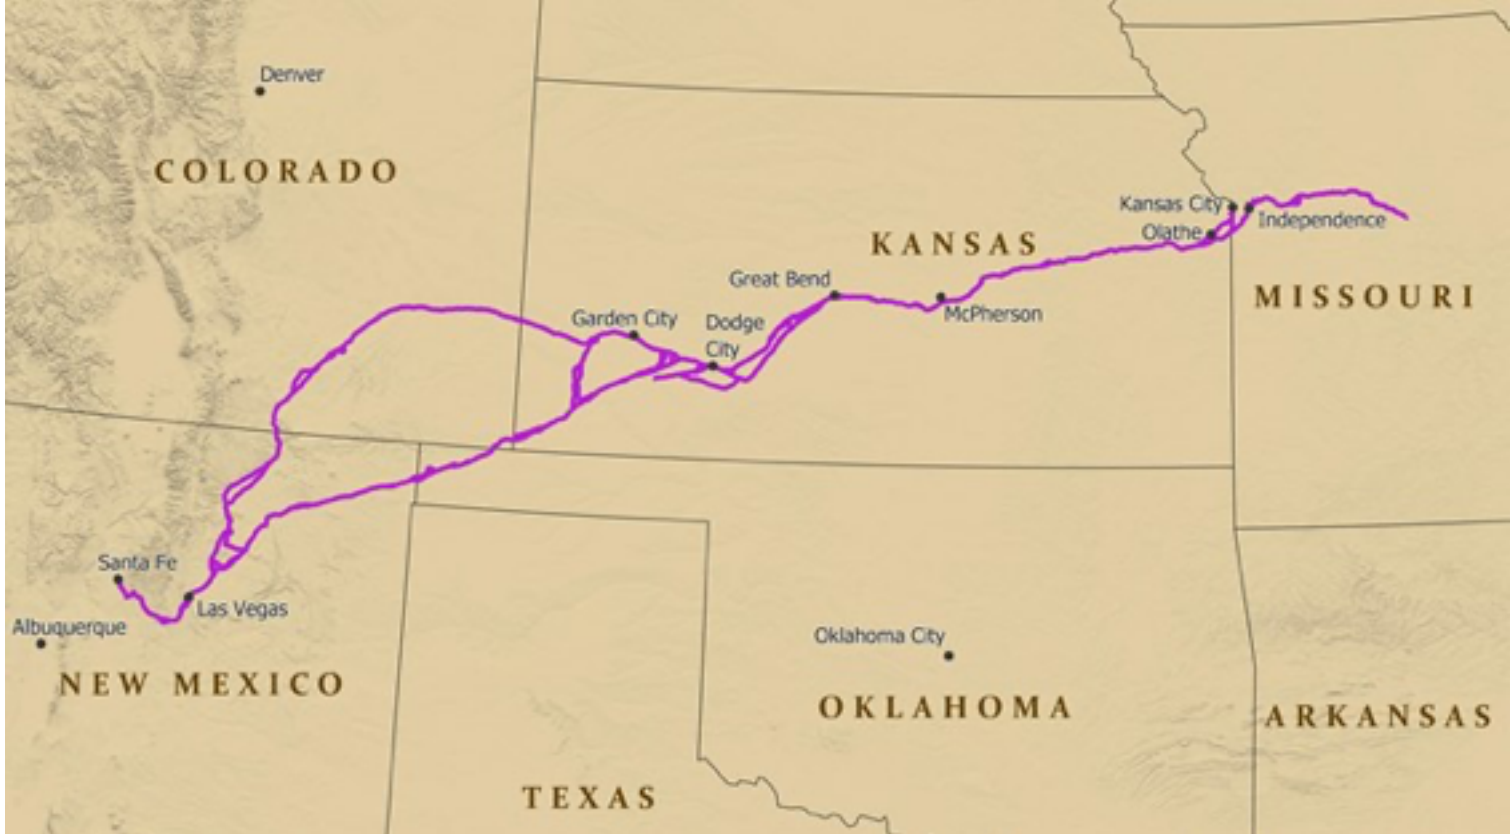 Denver
COLORADO
Kansas City
Independence
Olathe
KANSAS
Great Bend
MISSOURI
McPherson
Garden City
Dodge
City
Santa Fe
Las Vegas
Albuquerque
NEW MEXICO
Oklahoma City
OKLAHOMA
ARKANSAS
TEXAS